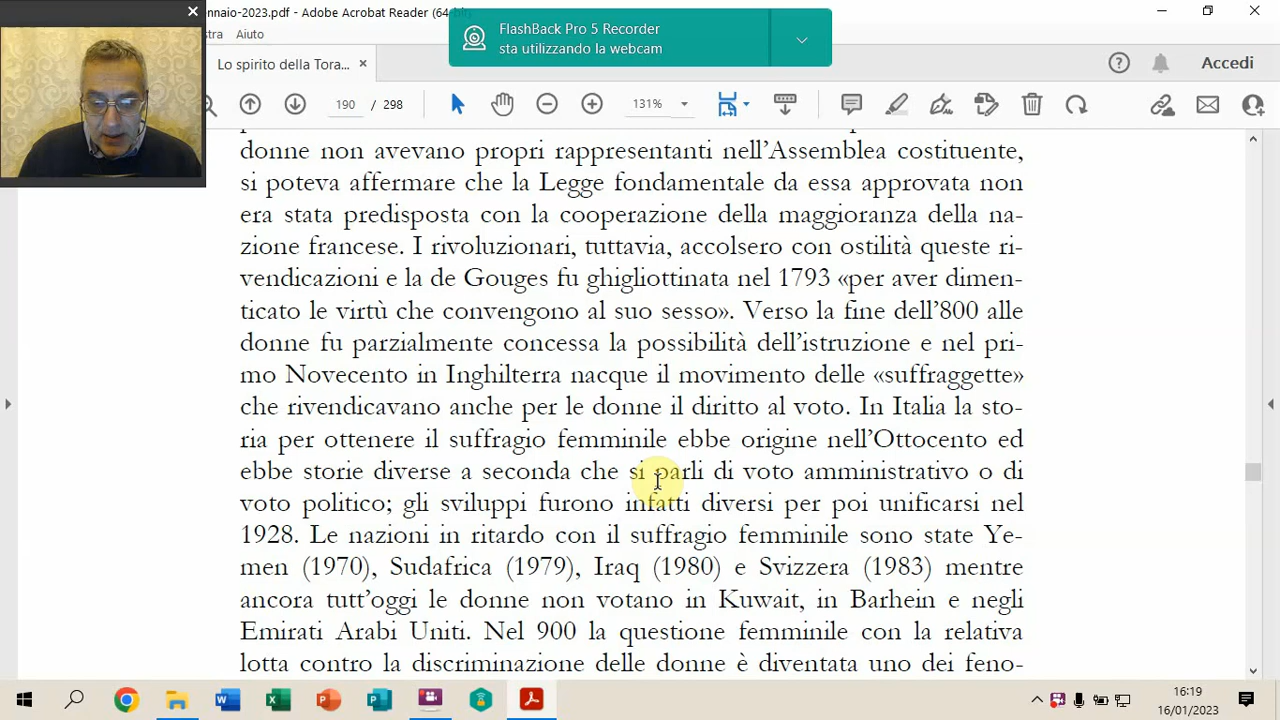 nnaio-2023.pdf - Adobe Acrobat Reader (64-bit)
FlashBack Pro 5 Recorder
sta utilizzando la webcam
Aiuto
Lo spirito della Tora...
Accedi
190 / 298
131%
donne non avevano propri rappresentanti nell'Assemblea costituente,
si poteva affermare che la Legge fondamentale da essa approvata non
era stata predisposta con la cooperazione della maggioranza della na-
zione francese. I rivoluzionari, tuttavia, accolsero con ostilità queste ri-
vendicazioni e la de Gouges fu ghigliottinata nel 1793 «per aver dimen-
ticato le virtù che convengono al suo sesso». Verso la fine dell'800 alle
donne fu parzialmente concessa la possibilità dell'istruzione e nel pri-
mo Novecento in Inghilterra nacque il movimento delle «suffraggette»
che rivendicavano anche per le donne il diritto al voto. In Italia la sto-
ria per ottenere il suffragio femminile ebbe origine nell'Ottocento ed
ebbe storie diverse a seconda che si parli di voto amministrativo o di
voto politico; gli sviluppi furono infatti diversi per poi unificarsi nel
1928. Le nazioni in ritardo con il suffragio femminile sono state Ye-
men (1970), Sudafrica (1979), Iraq (1980) e Svizzera (1983) mentre
ancora tutt'oggi le donne non votano in Kuwait, in Barhein e negli
Emirati Arabi Uniti. Nel 900 la questione femminile con la relativa
lotta contro la discriminazione delle donne è diventata uno dei feno-
16:19
16/01/2023